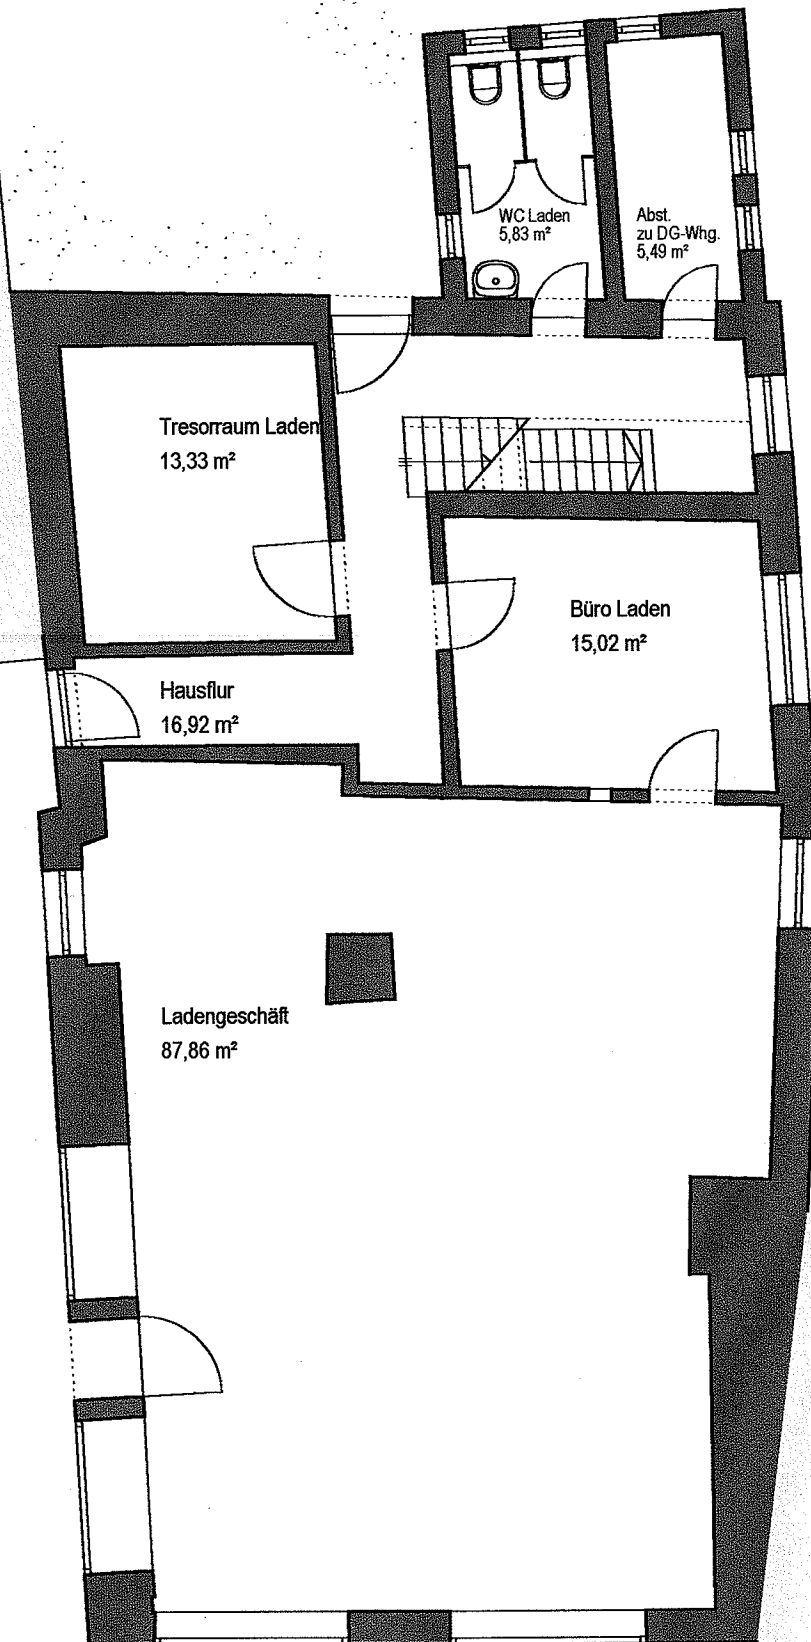 WC Laden
5,83 m²
Abst.
zu DG-Whg.
5,49 m²
Tresorraum Laden
13,33 m²
Büro Laden
15,02 m²
Hausflur
16,92 m²
Ladengeschäft
87,86 m²